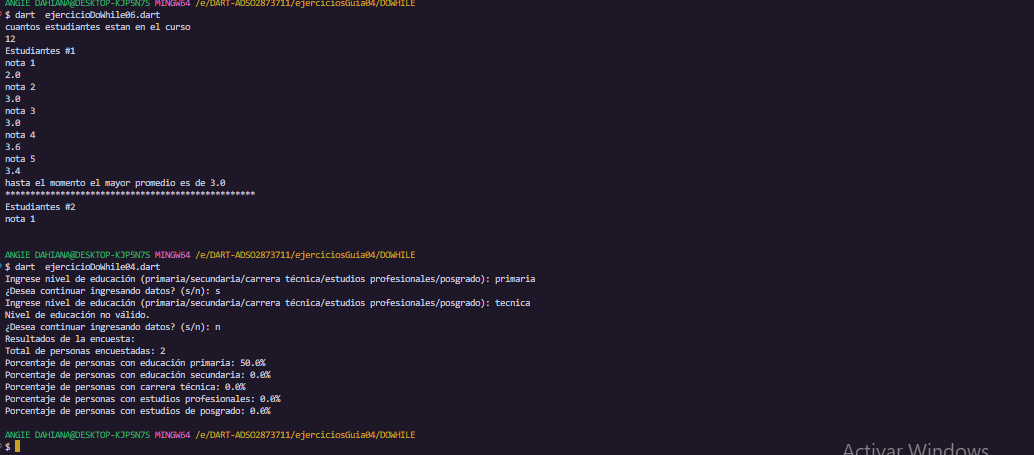 ANGIE DAHIANA@DESKTOP-KJP5N7S MINGW64 /e/DART-ADSO2873711/ejerciciosGuia04/DOWHILE
$ dart  ejercicioDoWhile06.dart
cuantos estudiantes estan en el curso
12
Estudiantes #1
nota 1
2.0
nota 2
3.0
nota 3
3.0
nota 4
3.6
nota 5
3.4
hasta el momento el mayor promedio es de 3.0
**************************************************
Estudiantes #2
nota 1
ANGIE DAHIANA@DESKTOP-KJP5N7S MINGW64 /e/DART-ADSO2873711/ejerciciosGuia04/DOWHILE
$ dart  ejercicioDoWhile04.dart
Ingrese nivel de educación (primaria/secundaria/carrera técnica/estudios profesionales/posgrado): primaria
¿Desea continuar ingresando datos? (s/n): s
Ingrese nivel de educación (primaria/secundaria/carrera técnica/estudios profesionales/posgrado): tecnica
Nivel de educación no válido.
¿Desea continuar ingresando datos? (s/n): n
Resultados de la encuesta:
Total de personas encuestadas: 2
Porcentaje de personas con educación primaria: 50.0%
Porcentaje de personas con educación secundaria: 0.0%
Porcentaje de personas con carrera técnica: 0.0%
Porcentaje de personas con estudios profesionales: 0.0%
Porcentaje de personas con estudios de posgrado: 0.0%
ANGIE DAHIANA@DESKTOP-KJP5N7S MINGW64 /e/DART-ADSO2873711/ejerciciosGuia04/DOWHILE
$
Activar Windows